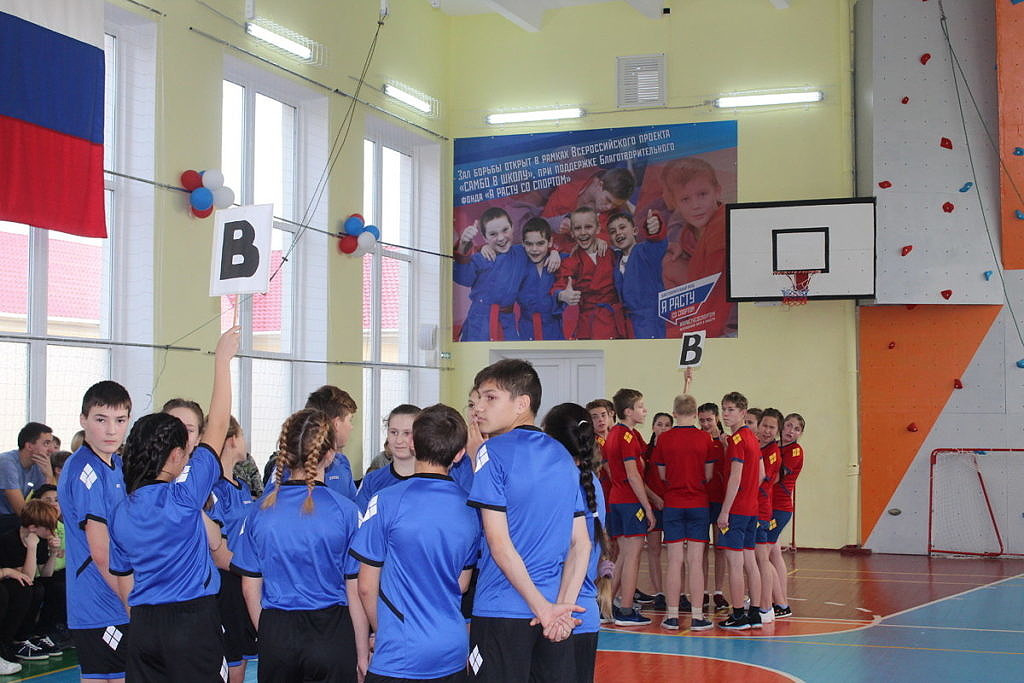 Зал борьбы открыт в рамках Всероссийского проекта
«САМБО В ШКОЛУ», при поддержке Благотворительного
фонда «Я РАСТУ СО СПОРТОМ»
B
Я РАСТУ
СО СПОРТОМ
B